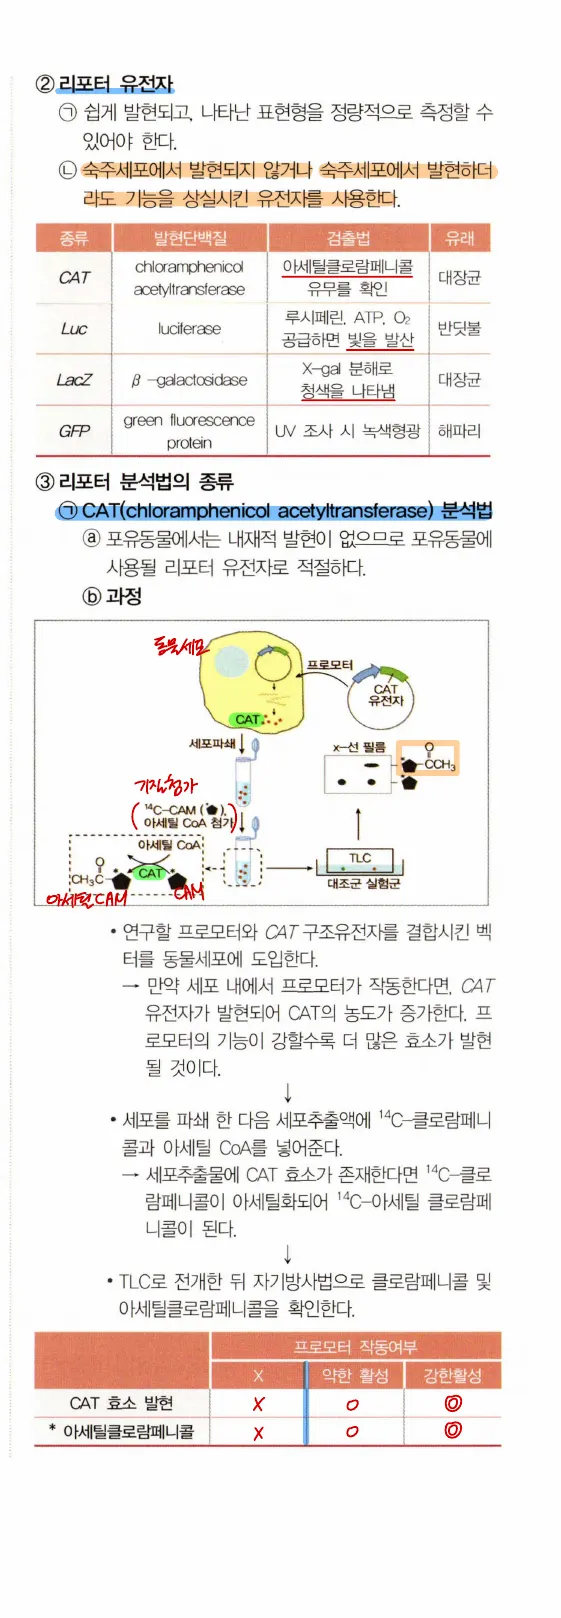 ② 리포터 유전자
㉠ 쉽게 발현되고, 나타난 표현형을 정량적으로 측정할 수
있어야 한다.
㉡ 숙주세포에서 발현되지 않거나 숙주세포에서 발현하더
라도 기능을 상실시킨 유전자를 사용한다.
종류 발현단백질 검출법 유래
CAT chloramphenicol acetyltransferase 아세틸클로람페니콜 유무를 확인 대장균
Luc luciferase 루시페린, ATP, O₂ 공급하면 빛을 발산 반딧불
LacZ β-galactosidase X-gal 분해로 청색을 나타냄 대장균
GFP green fluorescence protein UV 조사 시 녹색형광 해파리
③ 리포터 분석법의 종류
㉠ CAT(chloramphenicol acetyltransferase) 분석법
ⓐ 포유동물에서는 내재적 발현이 없으므로 포유동물에
사용될 리포터 유전자로 적절하다.
ⓑ 과정
동물세포
프로모터
CAT
유전자
CAT
세포파쇄
x-선 필름
O
CCH₃
기질첨가
(¹⁴C-CAM ( ),
아세틸 CoA 첨가)
아세틸 CoA
O
CH₃C
CAT
아세틸CAM
CAM
TLC
대조군 실험군
• 연구할 프로모터와 CAT 구조유전자를 결합시킨 벡
터를 동물세포에 도입한다.
→ 만약 세포 내에서 프로모터가 작동한다면, CAT
유전자가 발현되어 CAT의 농도가 증가한다. 프
로모터의 기능이 강할수록 더 많은 효소가 발현
될 것이다.
↓
• 세포를 파쇄 한 다음 세포추출액에 ¹⁴C-클로람페니
콜과 아세틸 CoA를 넣어준다.
→ 세포추출물에 CAT 효소가 존재한다면 ¹⁴C-클로
람페니콜이 아세틸화되어 ¹⁴C-아세틸 클로람페
니콜이 된다.
↓
• TLC로 전개한 뒤 자기방사법으로 클로람페니콜 및
아세틸클로람페니콜을 확인한다.
프로모터 작동여부
X 약한 활성 강한활성
CAT 효소 발현 X O ◎
* 아세틸클로람페니콜 X O ◎